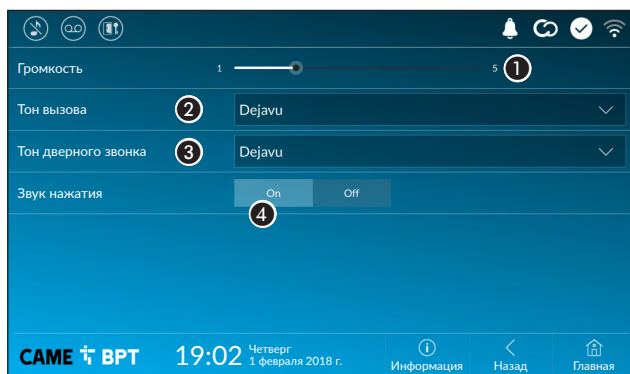 Громкость 1 5 1
Тон вызова 2 Dejavu
Тон дверного звонка 3 Dejavu
Звук нажатия On Off
4
CAME BPT 19:02 Четверг
1 февраля 2018 г.
Информация Назад Главная